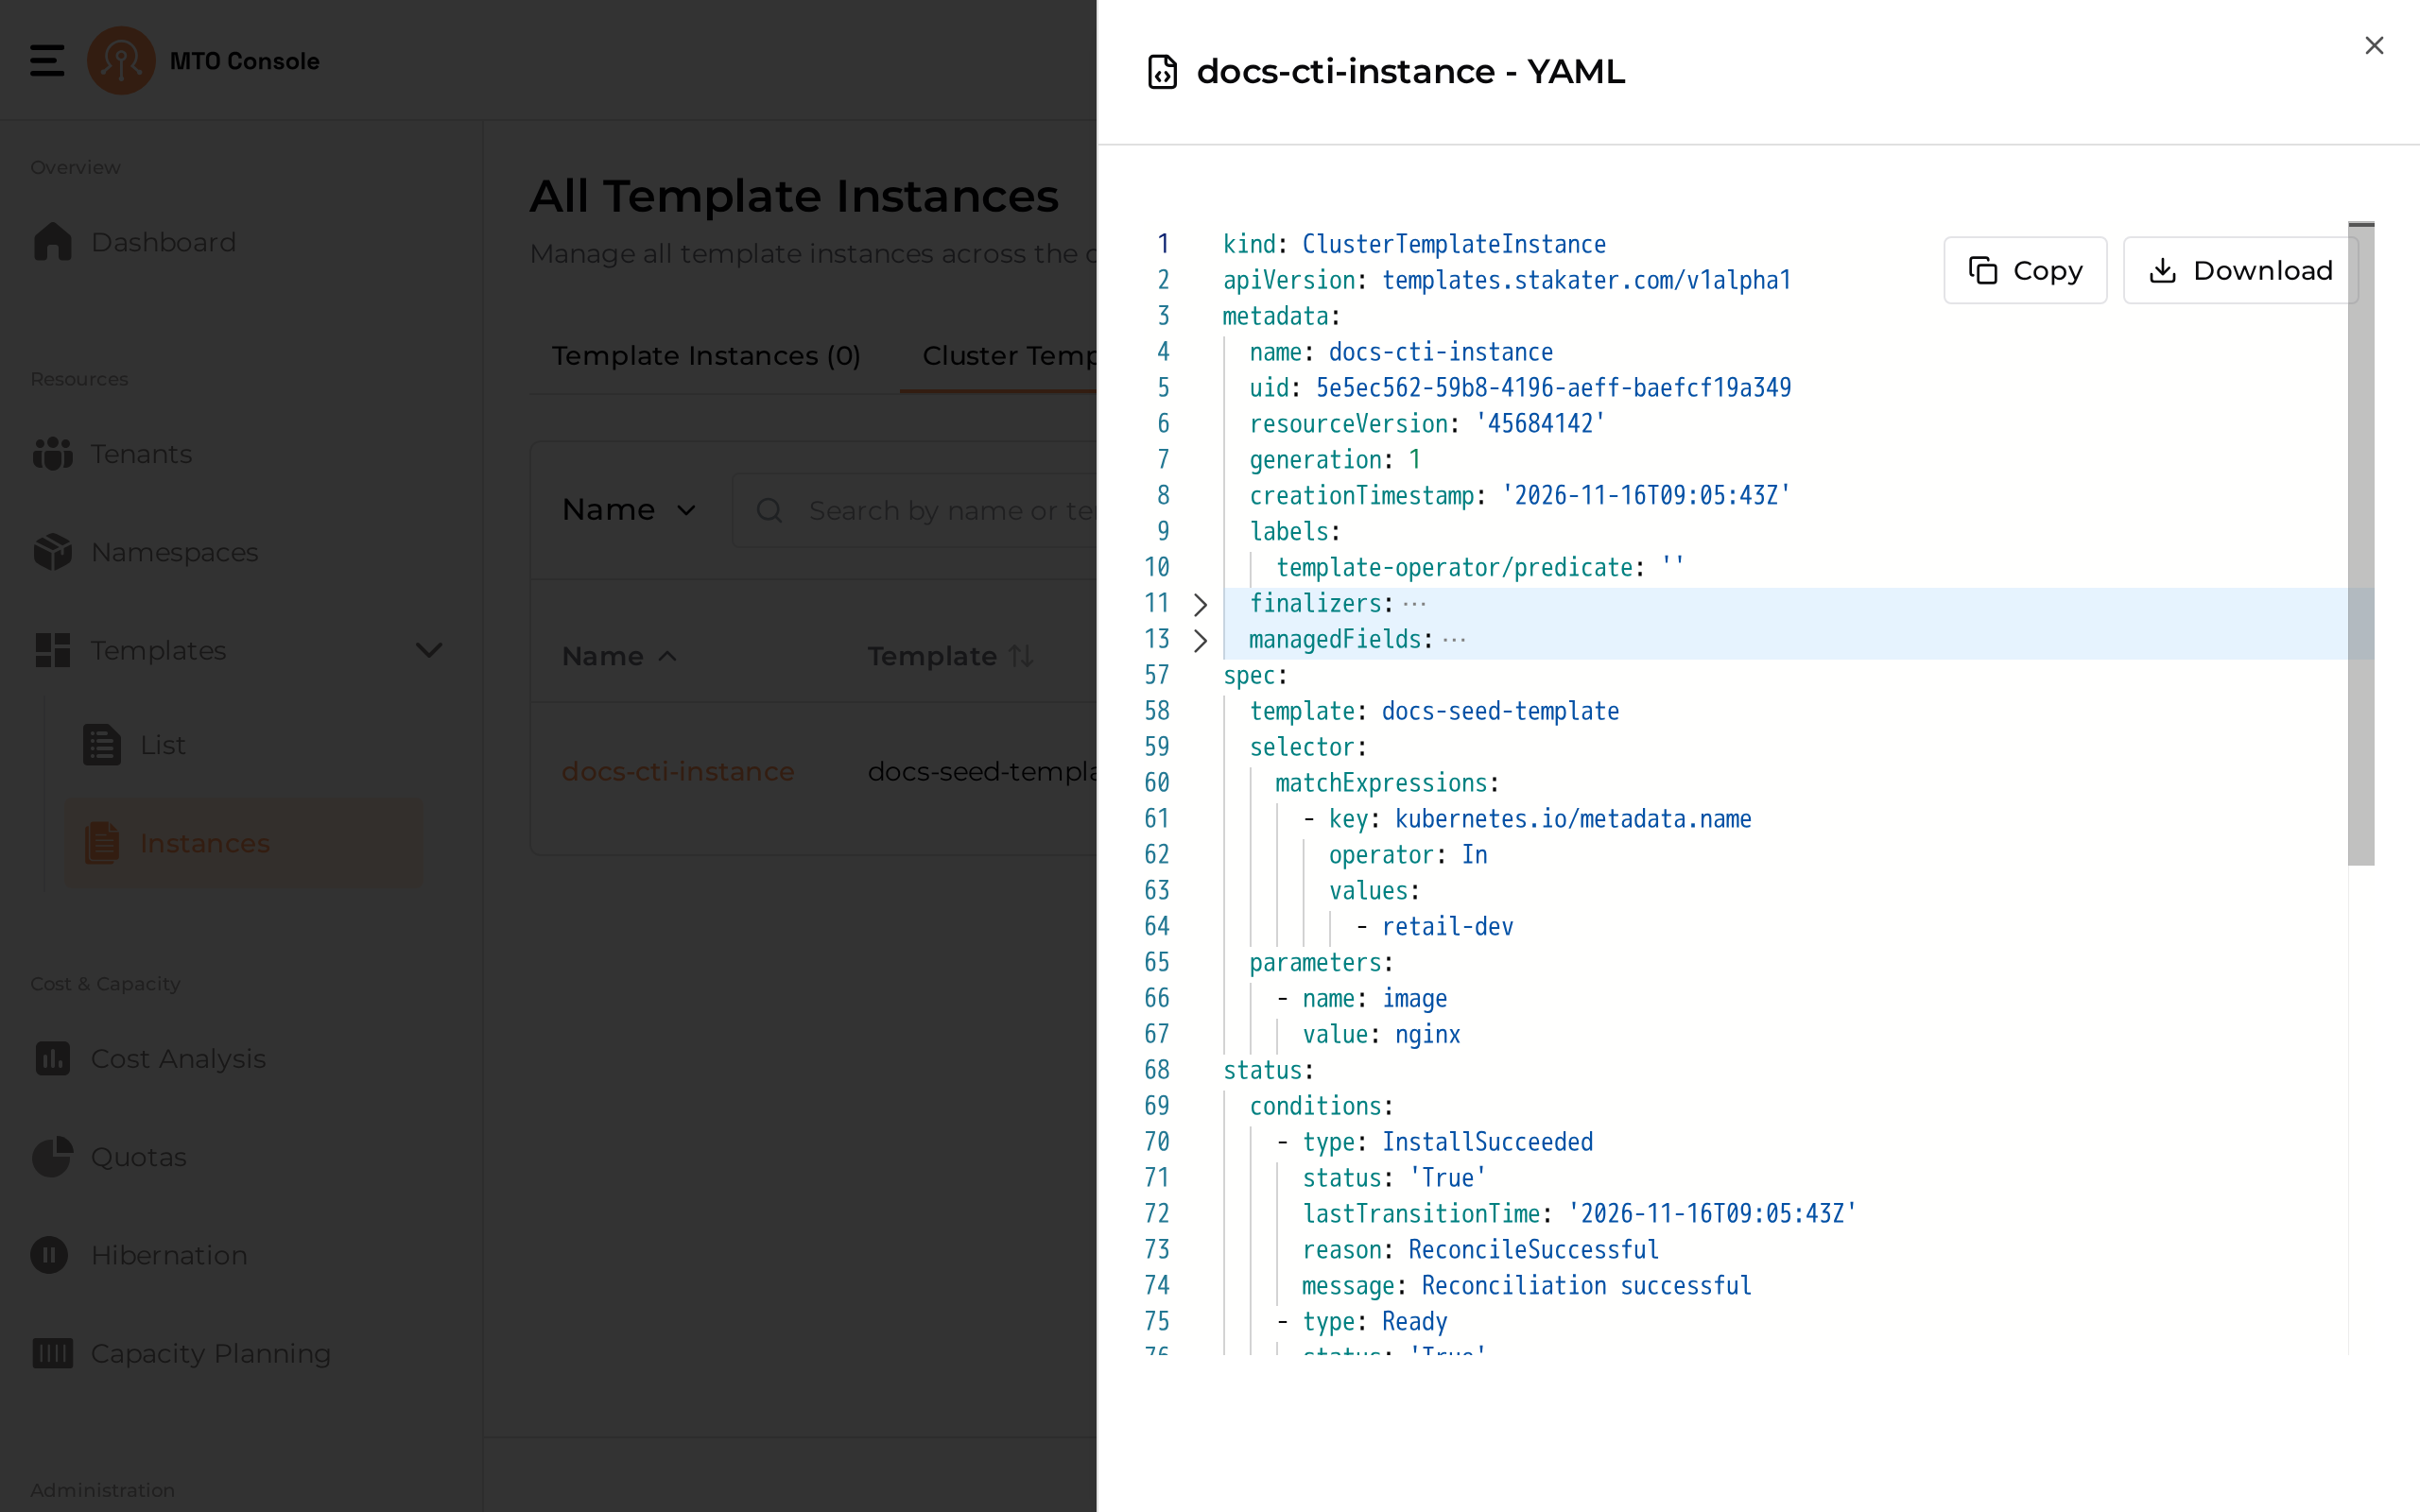 MTO Console
Overview
Dashboard
Resources
Tenants
Namespaces
Templates
List
Instances
Cost & Capacity
Cost Analysis
Quotas
Hibernation
Capacity Planning
Administration
All Template Instances
Manage all template instances across the
Template Instances (0)
Cluster
Name
Search by name or
Name
Template
docs-cti-instance
docs-cti-instance - YAML
Copy
Download
1 kind: ClusterTemplateInstance
2 apiVersion: templates.stakater.com/v1alpha1
3 metadata:
4 name: docs-cti-instance
5 uid: 5e5ec562-59b8-4196-aeff-baefcf19a349
6 resourceVersion: '45684142'
7 generation: 1
8 creationTimestamp: '2026-11-16T09:05:43Z'
9 labels:
10 template-operator/predicate: ''
11 finalizers: ···
13 managedFields: ···
57 spec:
58 template: docs-seed-template
59 selector:
60 matchExpressions:
61 - key: kubernetes.io/metadata.name
62 operator: In
63 values:
64 - retail-dev
65 parameters:
66 - name: image
67 value: nginx
68 status:
69 conditions:
70 - type: InstallSucceeded
71 status: 'True'
72 lastTransitionTime: '2026-11-16T09:05:43Z'
73 reason: ReconcileSuccessful
74 message: Reconciliation successful
75 - type: Ready
76 status: 'True'